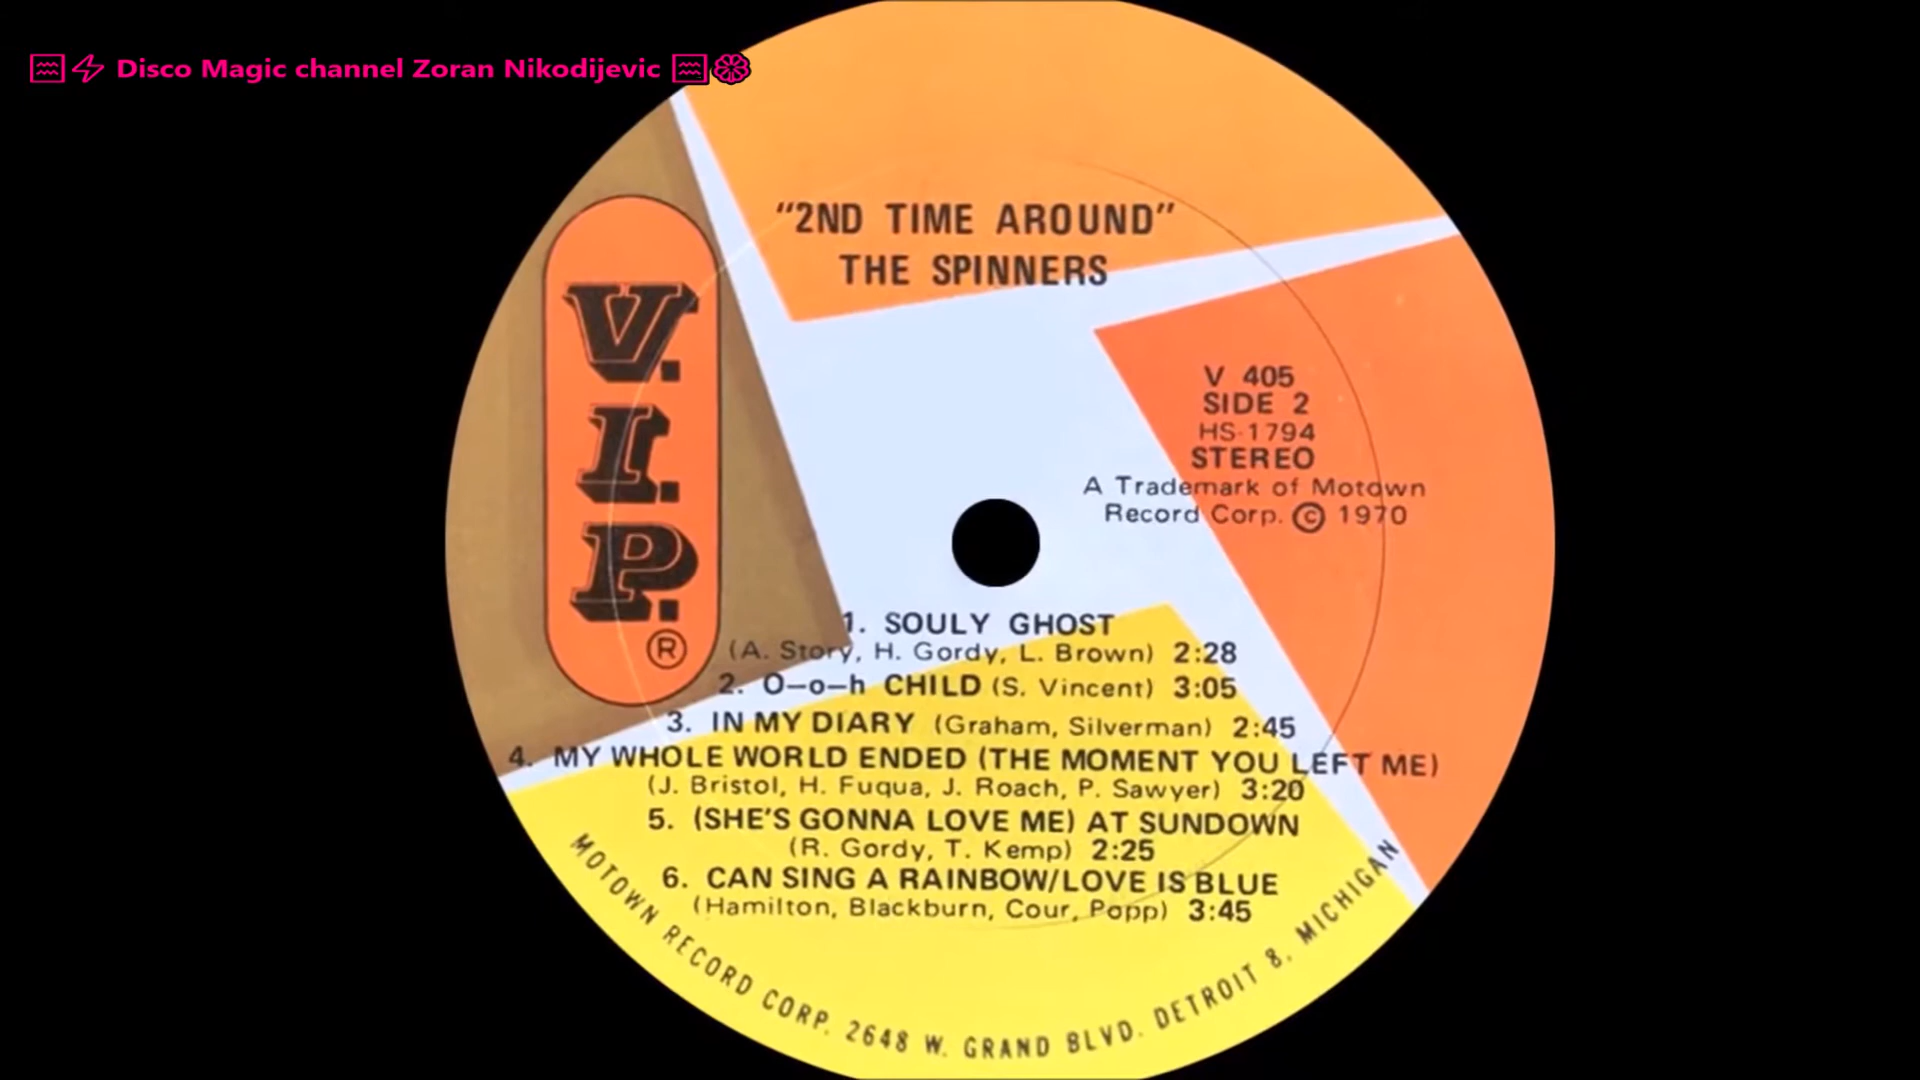 Disco Magic channel Zoran Nikodijevic
"2ND TIME AROUND"
THE SPINNERS
V.
I.
P.
®
V 405
SIDE 2
HS-1794
STEREO
A Trademark of Motown
Record Corp. © 1970
1. SOULY GHOST
(A. Story, H. Gordy, L. Brown) 2:28
2. O-o-h CHILD (S. Vincent) 3:05
3. IN MY DIARY (Graham, Silverman) 2:45
4. MY WHOLE WORLD ENDED (THE MOMENT YOU LEFT ME)
(J. Bristol, H. Fuqua, J. Roach, P. Sawyer) 3:20
5. (SHE'S GONNA LOVE ME) AT SUNDOWN
(R. Gordy, T. Kemp) 2:25
6. CAN SING A RAINBOW/LOVE IS BLUE
(Hamilton, Blackburn, Cour, Popp) 3:45
MOTOWN RECORD CORP. 2648 W. GRAND BLVD. DETROIT 8, MICHIGAN